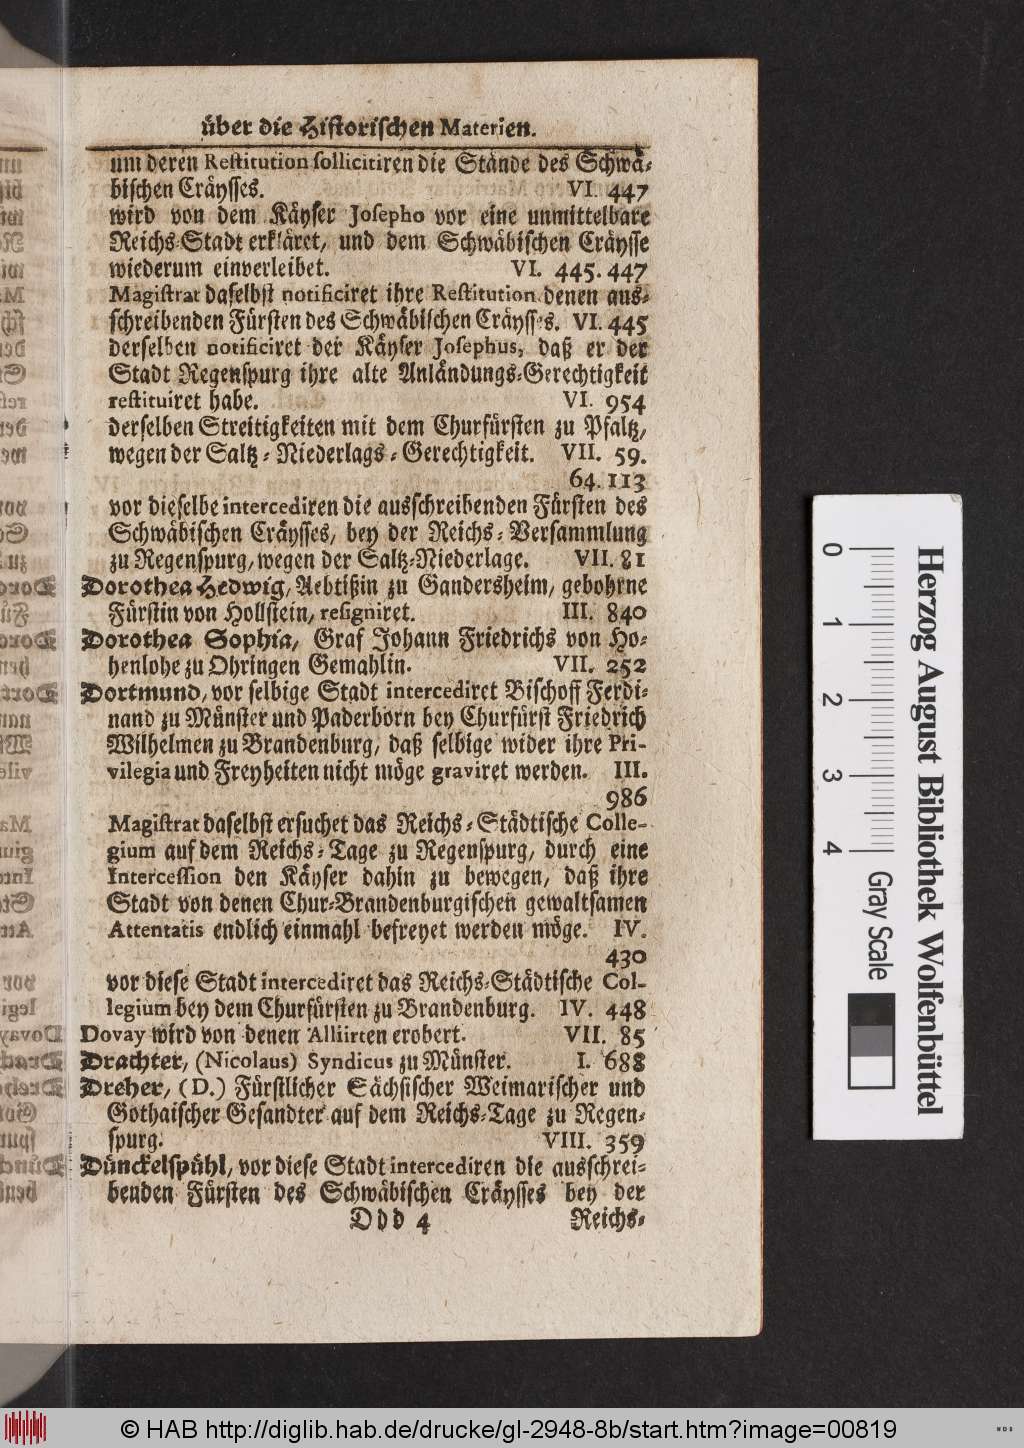 über die Historischen Materien.
um deren Restitution sollicitiren die Stände des Schwä-
bischen Cräysses. VI. 447
wird von dem Käyser Josepho vor eine unmittelbare
Reichs-Stadt erkläret, und dem Schwäbischen Cräysse
wiederum einverleibet. VI. 445. 447
Magistrat daselbst notificiret ihre Restitution denen aus-
schreibenden Fürsten des Schwäbischen Cräysses. VI. 445
derselben notificiret der Käyser Josephus, daß er der
Stadt Regenspurg ihre alte Anländungs-Gerechtigkeit
restituiret habe. VI. 954
derselben Streitigkeiten mit dem Churfürsten zu Pfaltz,
wegen der Saltz-Niederlags-Gerechtigkeit. VII. 59.
64. 113
vor dieselbe intercediren die ausschreibenden Fürsten des
Schwäbischen Cräysses, bey der Reichs-Versammlung
zu Regenspurg, wegen der Saltz-Niederlage. VII. 81
Dorothea Hedwig, Aebtißin zu Gandersheim, gebohrne
Fürstin von Hollstein, resigniret. III. 840
Dorothea Sophia, Graf Johann Friedrichs von Ho-
henlohe zu Ohringen Gemahlin. VII. 252
Dortmund, vor selbige Stadt intercediret Bischoff Ferdi-
nand zu Münster und Paderborn bey Churfürst Friedrich
Wilhelmen zu Brandenburg, daß selbige wider ihre Pri-
vilegia und Freyheiten nicht möge graviret werden. III.
986
Magistrat daselbst ersuchet das Reichs-Städtische Colle-
gium auf dem Reichs-Tage zu Regenspurg, durch eine
Intercession den Käyser dahin zu bewegen, daß ihre
Stadt von denen Chur-Brandenburgischen gewaltsamen
Attentatis endlich einmahl befreyet werden möge. IV.
430
vor diese Stadt intercediret das Reichs-Städtische Col-
legium bey dem Churfürsten zu Brandenburg. IV. 448
Dovay wird von denen Alliirten erobert. VII. 85
Drachter, (Nicolaus) Syndicus zu Münster. I. 688
Dreher, (D.) Fürstlicher Sächsischer Weimarischer und
Gothaischer Gesandter auf dem Reichs-Tage zu Regen-
spurg. VIII. 359
Dünckelspühl, vor diese Stadt intercediren die ausschrei-
benden Fürsten des Schwäbischen Cräysses bey der
Ddd 4 Reichs-
0 1 2 3 4
Herzog August Bibliothek Wolfenbüttel
Gray Scale
© HAB http://diglib.hab.de/drucke/gl-2948-8b/start.htm?image=00819